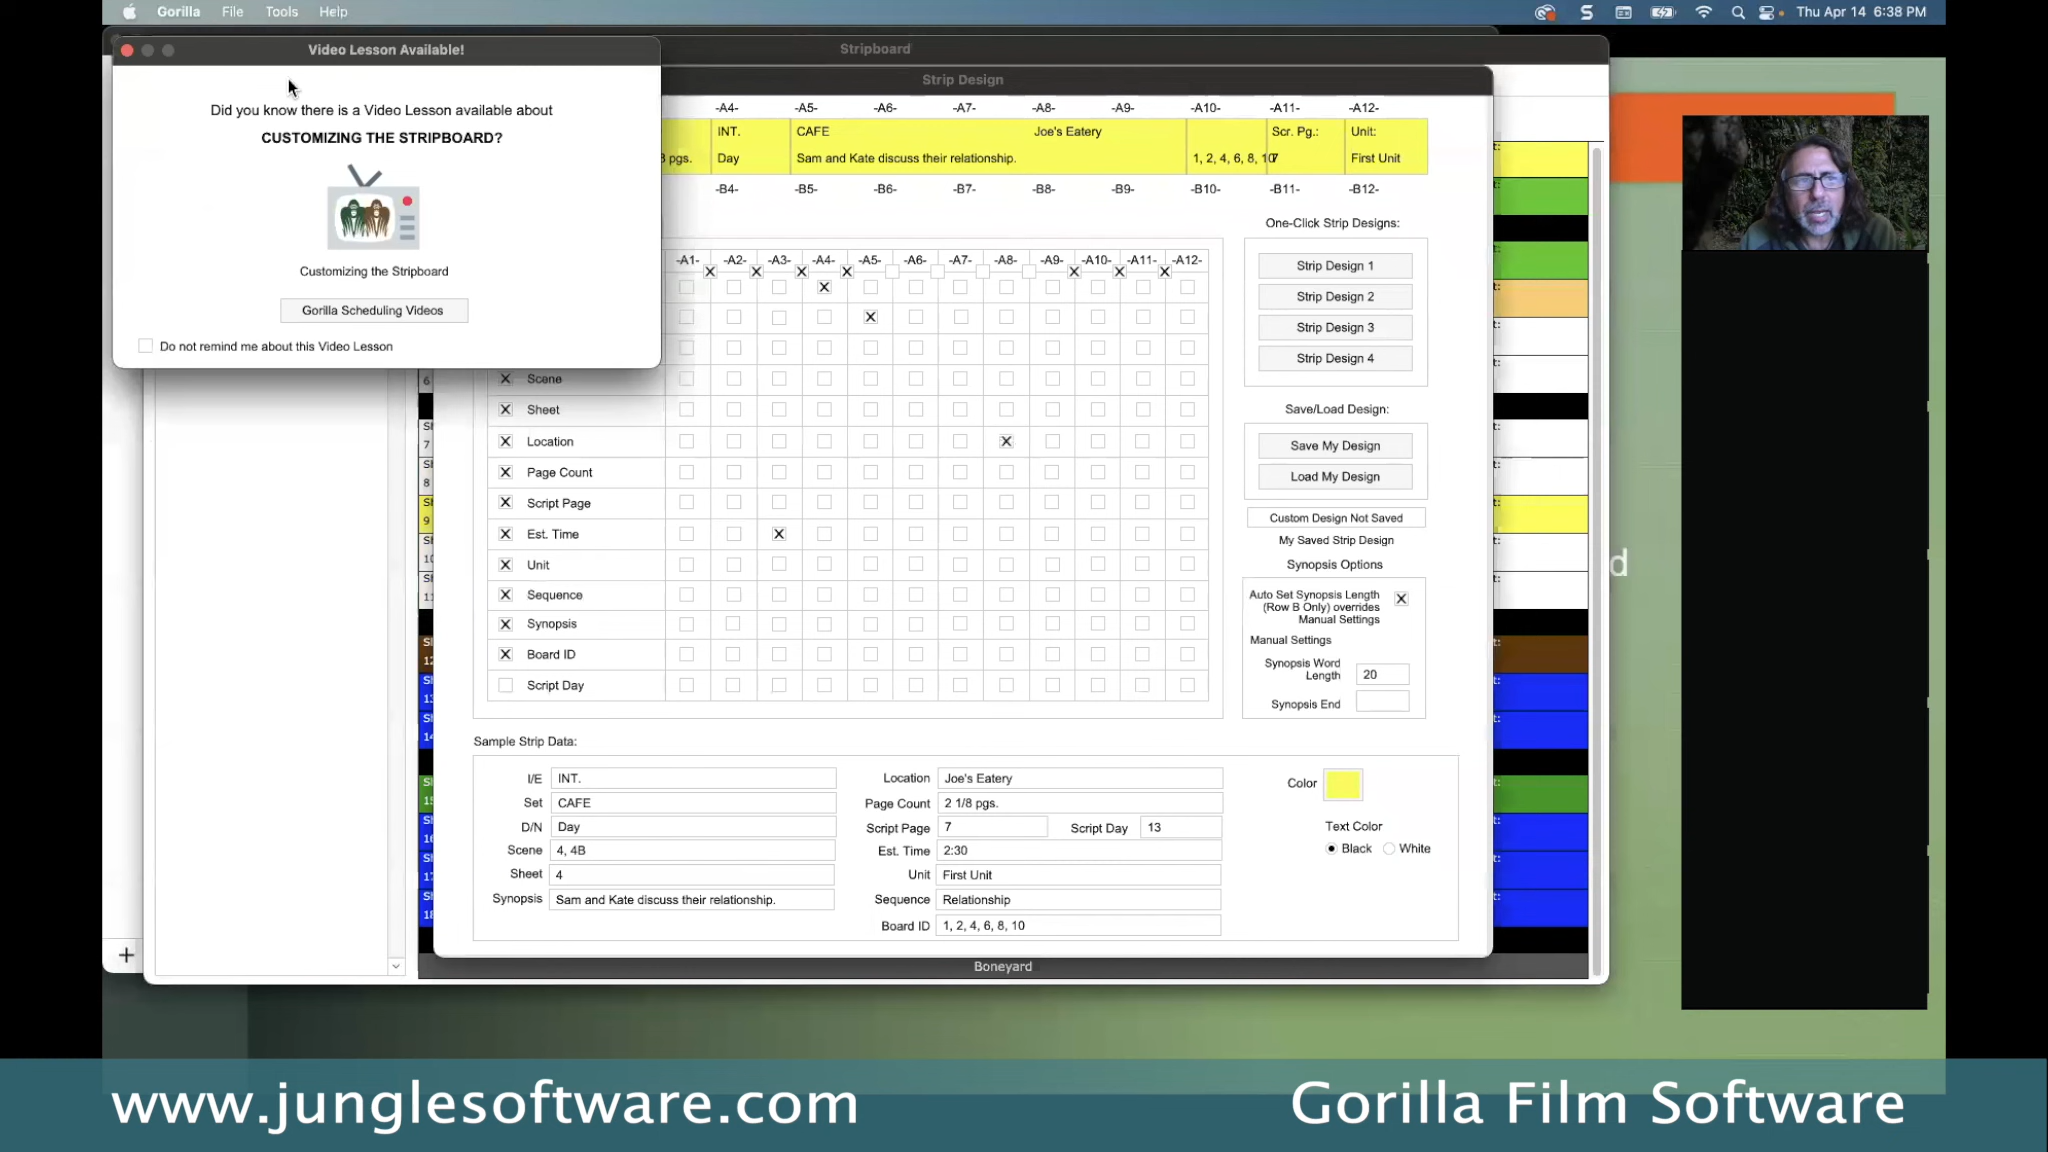 Gorilla File Tools Help
Thu Apr 14 6:38 PM
Video Lesson Available!
Did you know there is a Video Lesson available about
CUSTOMIZING THE STRIPBOARD?
Customizing the Stripboard
Gorilla Scheduling Videos
Do not remind me about this Video Lesson
Stripboard
Strip Design
-A4- -A5- -A6- -A7- -A8- -A9- -A10- -A11- -A12-
INT. CAFE Joe's Eatery Scr. Pg.: Unit:
pgs. Day Sam and Kate discuss their relationship. 1, 2, 4, 6, 8, 10 7 First Unit
-B4- -B5- -B6- -B7- -B8- -B9- -B10- -B11- -B12-
-A1- -A2- -A3- -A4- -A5- -A6- -A7- -A8- -A9- -A10- -A11- -A12-
Scene
Sheet
Location
Page Count
Script Page
Est. Time
Unit
Sequence
Synopsis
Board ID
Script Day
One-Click Strip Designs:
Strip Design 1
Strip Design 2
Strip Design 3
Strip Design 4
Save/Load Design:
Save My Design
Load My Design
Custom Design Not Saved
My Saved Strip Design
Synopsis Options
Auto Set Synopsis Length
(Row B Only) overrides
Manual Settings
Manual Settings
Synopsis Word
Length 20
Synopsis End
Sample Strip Data:
I/E INT.
Set CAFE
D/N Day
Scene 4, 4B
Sheet 4
Synopsis Sam and Kate discuss their relationship.
Location Joe's Eatery
Page Count 2 1/8 pgs.
Script Page 7 Script Day 13
Est. Time 2:30
Unit First Unit
Sequence Relationship
Board ID 1, 2, 4, 6, 8, 10
Color
Text Color
Black White
Boneyard
6
7
8
9
www.junglesoftware.com
Gorilla Film Software